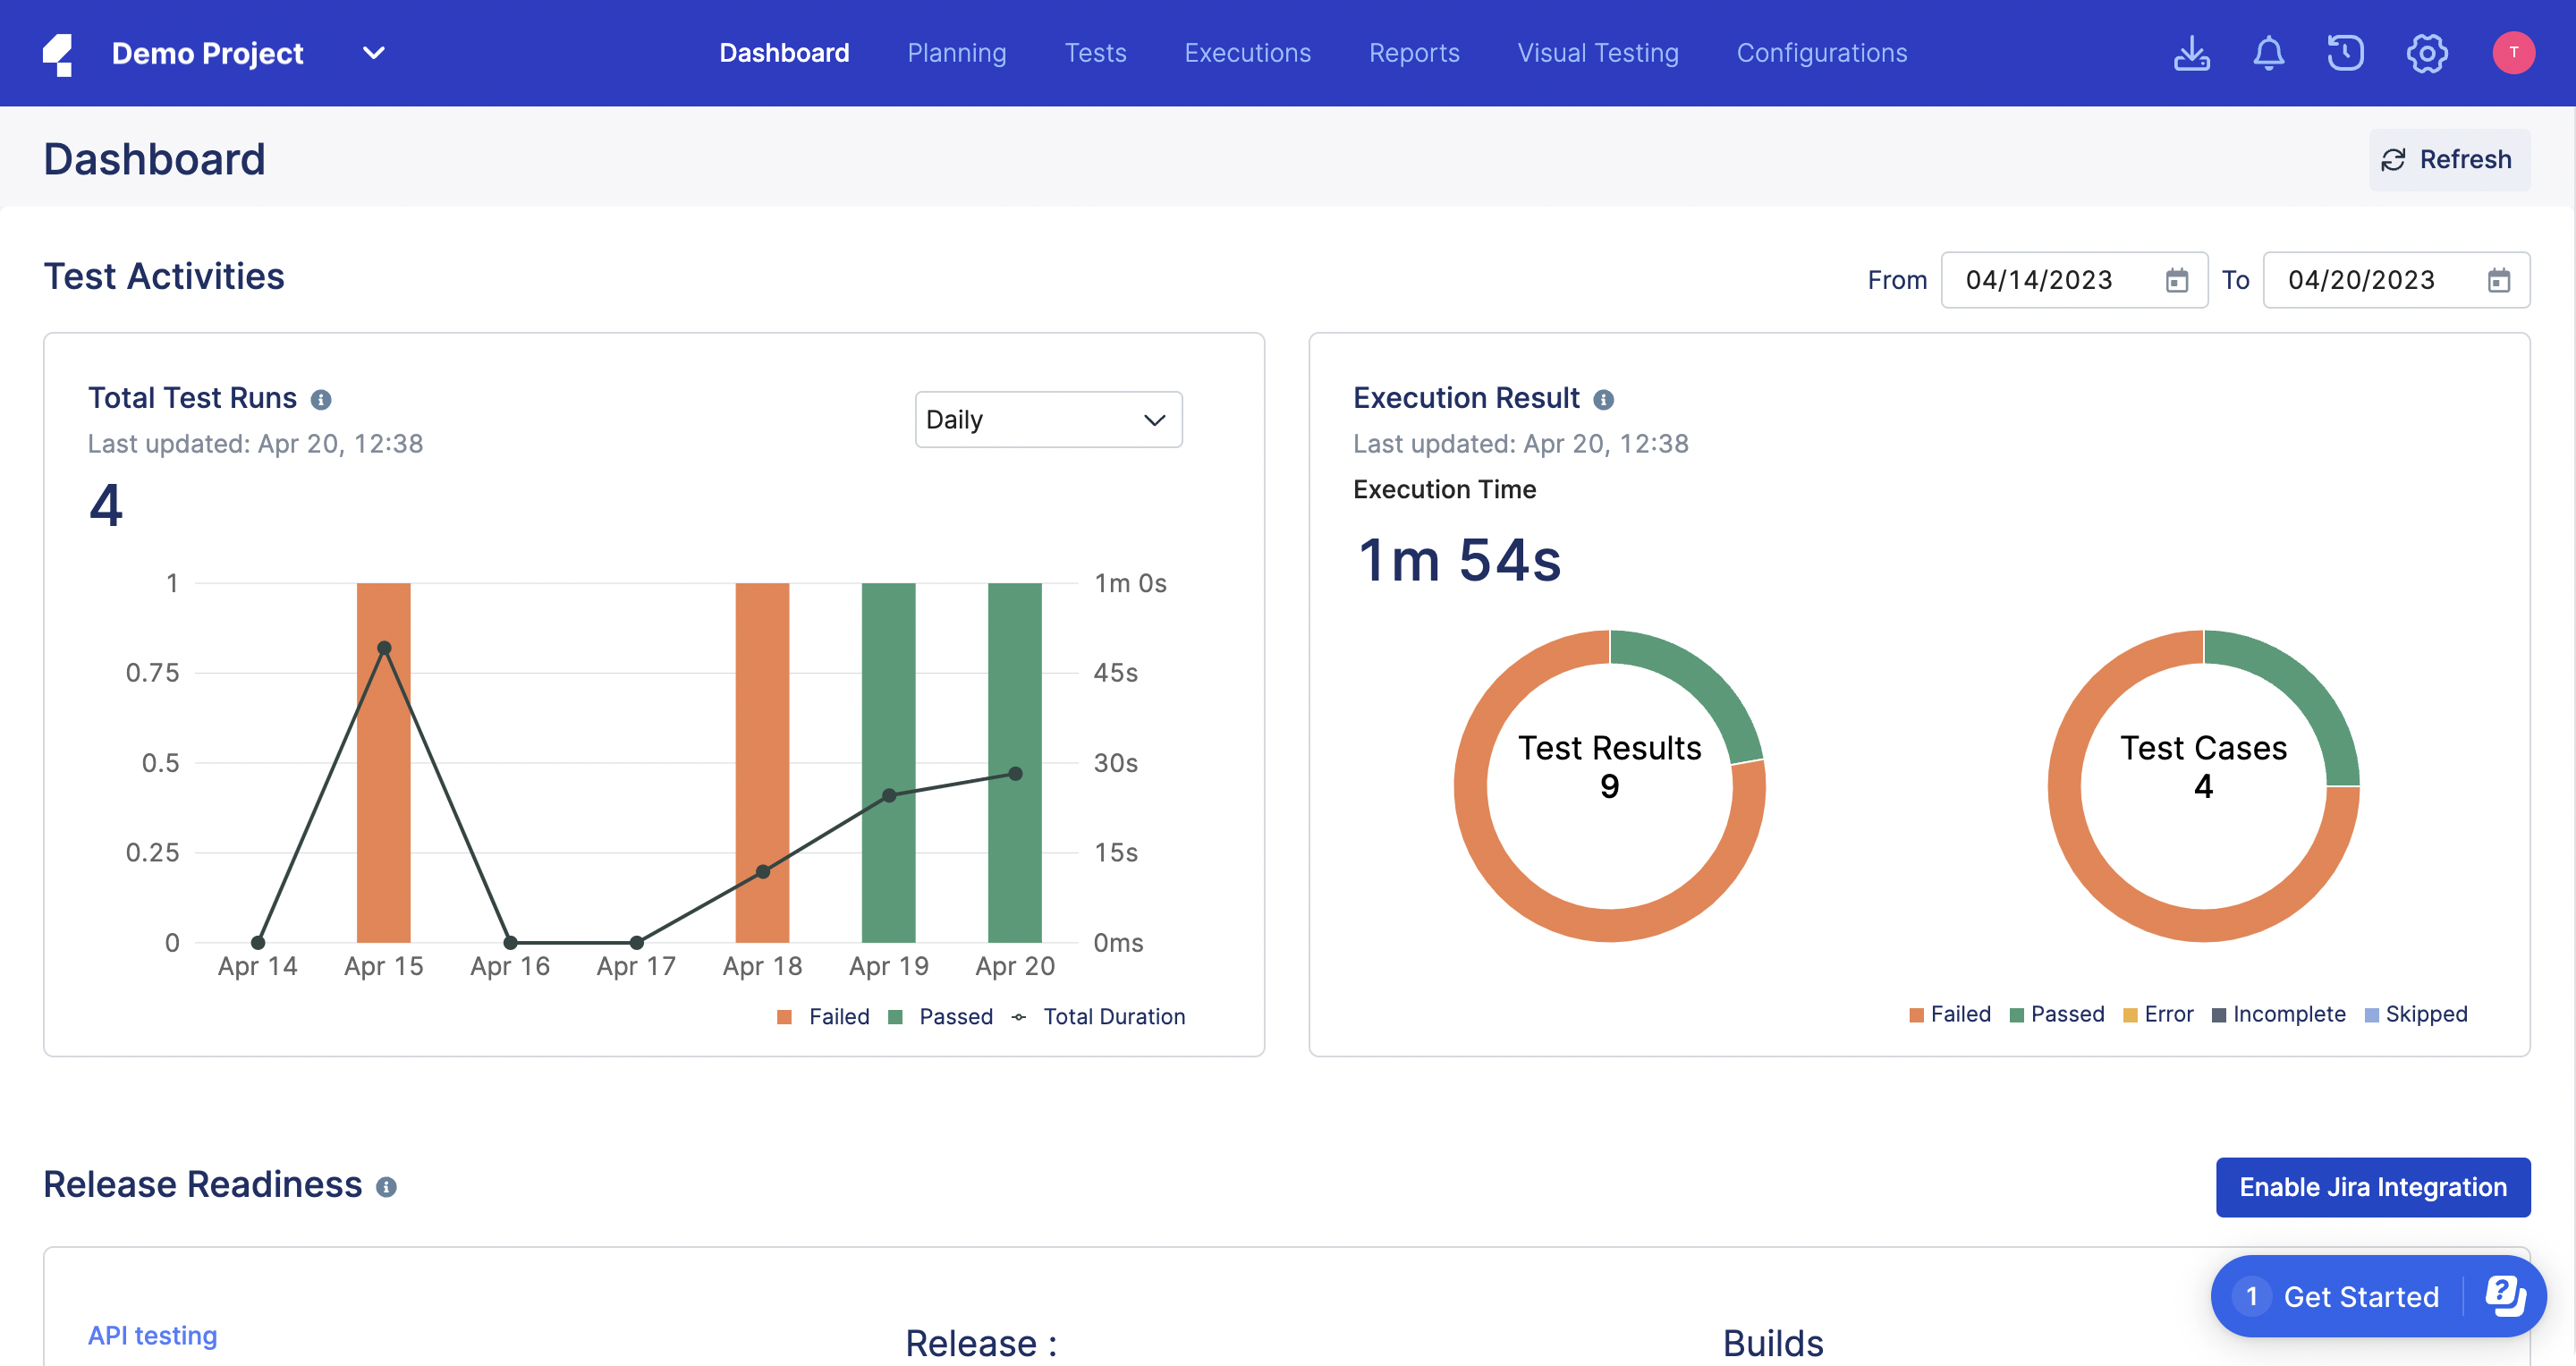 Demo Project
Dashboard Planning Tests Executions Reports Visual Testing Configurations
T
Dashboard
Refresh
Test Activities
From 04/14/2023 To 04/20/2023
Total Test Runs
Last updated: Apr 20, 12:38
4
Daily
1 1m 0s
0.75 45s
0.5 30s
0.25 15s
0 0ms
Apr 14 Apr 15 Apr 16 Apr 17 Apr 18 Apr 19 Apr 20
Failed Passed Total Duration
Execution Result
Last updated: Apr 20, 12:38
Execution Time
1m 54s
Test Results
9
Test Cases
4
Failed Passed Error Incomplete Skipped
Release Readiness
Enable Jira Integration
API testing
Release :
Builds
1 Get Started
?